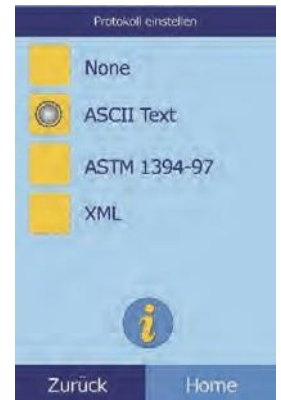 Protokoll einstellen
None
ASCII Text
ASTM 1394-97
XML
i
Zurück Home